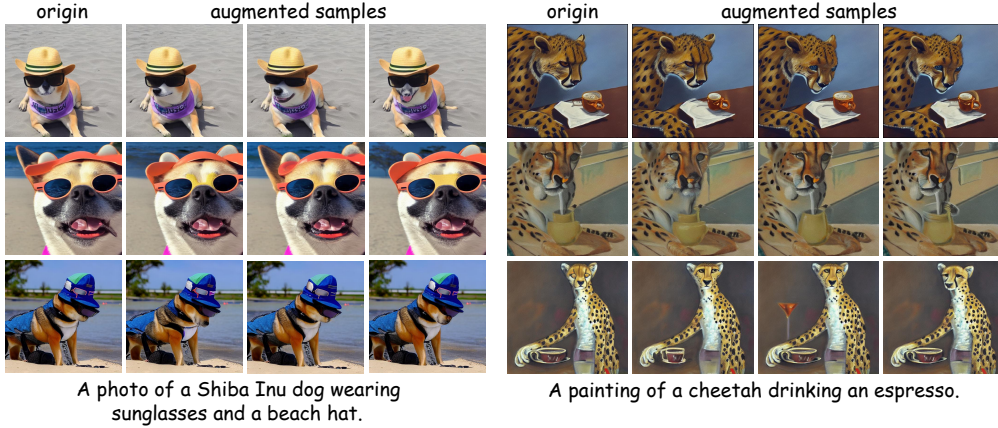 origin
augmented samples
origin
augmented samples
A photo of a Shiba Inu dog wearing
sunglasses and a beach hat.
A painting of a cheetah drinking an espresso.